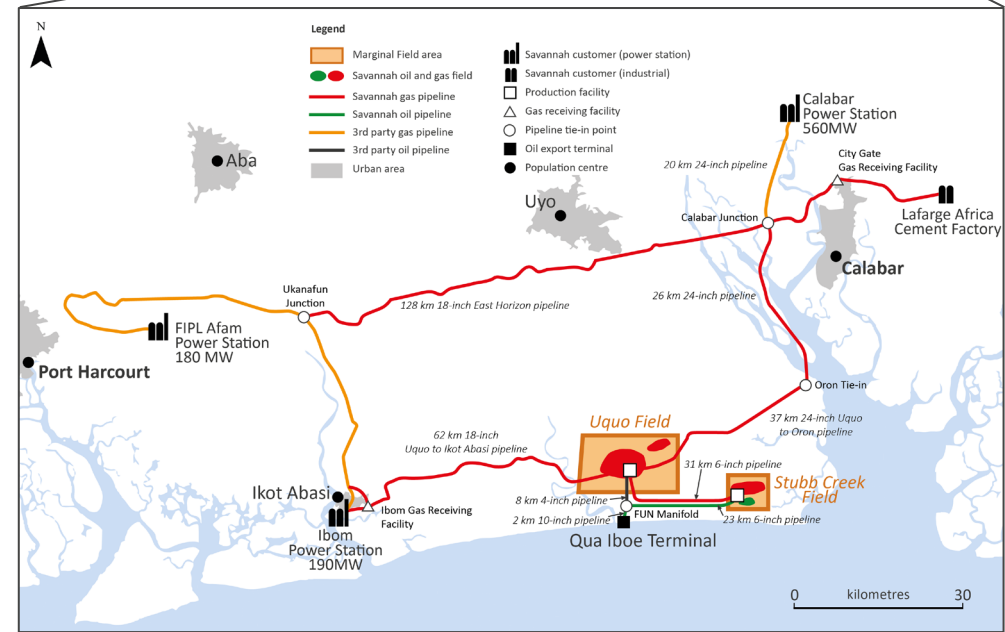 N
Legend
Marginal Field area
Savannah oil and gas field
Savannah gas pipeline
Savannah oil pipeline
3rd party gas pipeline
3rd party oil pipeline
Urban area
Savannah customer (power station)
Savannah customer (industrial)
Production facility
Gas receiving facility
Pipeline tie-in point
Oil export terminal
Population centre
Calabar
Power Station
560MW
City Gate
Gas Receiving Facility
20 km 24-inch pipeline
Aba
Uyo
Calabar Junction
Lafarge Africa
Cement Factory
Calabar
26 km 24-inch pipeline
Ukanafun
Junction
128 km 18-inch East Horizon pipeline
FIPL Afam
Power Station
180 MW
Port Harcourt
Oron Tie-in
37 km 24-inch Uquo
to Oron pipeline
Uquo Field
62 km 18-inch
Uquo to Ikot Abasi pipeline
31 km 6-inch pipeline
Stubb Creek
Field
Ikot Abasi
Ibom Gas Receiving
Facility
8 km 4-inch pipeline
FUN Manifold
2 km 10-inch pipeline
23 km 6-inch pipeline
Ibom
Power Station
190MW
Qua Iboe Terminal
0 kilometres 30